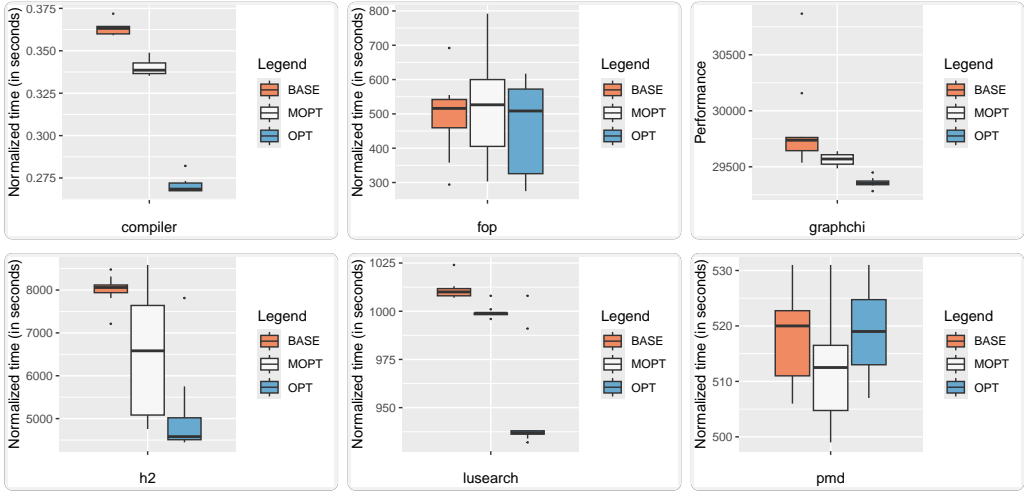 Normalized time (in seconds)
0.375
0.350
0.325
0.300
0.275
Legend
BASE
MOPT
OPT
compiler
Normalized time (in seconds)
800
700
600
500
400
300
Legend
BASE
MOPT
OPT
fop
Performance
30500
30000
29500
Legend
BASE
MOPT
OPT
graphchi
Normalized time (in seconds)
8000
7000
6000
5000
Legend
BASE
MOPT
OPT
h2
Normalized time (in seconds)
1025
1000
975
950
Legend
BASE
MOPT
OPT
lusearch
Normalized time (in seconds)
530
520
510
500
Legend
BASE
MOPT
OPT
pmd